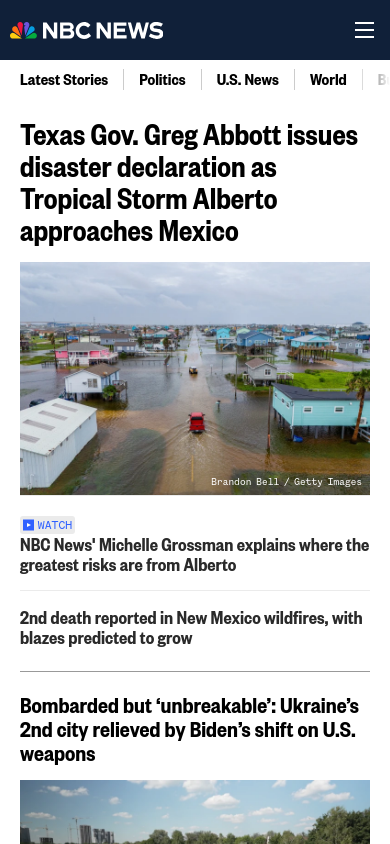 NBC NEWS
Latest Stories
Politics
U.S. News
World
Texas Gov. Greg Abbott issues
disaster declaration as
Tropical Storm Alberto
approaches Mexico
Brandon Bell / Getty Images
WATCH
NBC News' Michelle Grossman explains where the
greatest risks are from Alberto
2nd death reported in New Mexico wildfires, with
blazes predicted to grow
Bombarded but ‘unbreakable’: Ukraine’s
2nd city relieved by Biden’s shift on U.S.
weapons